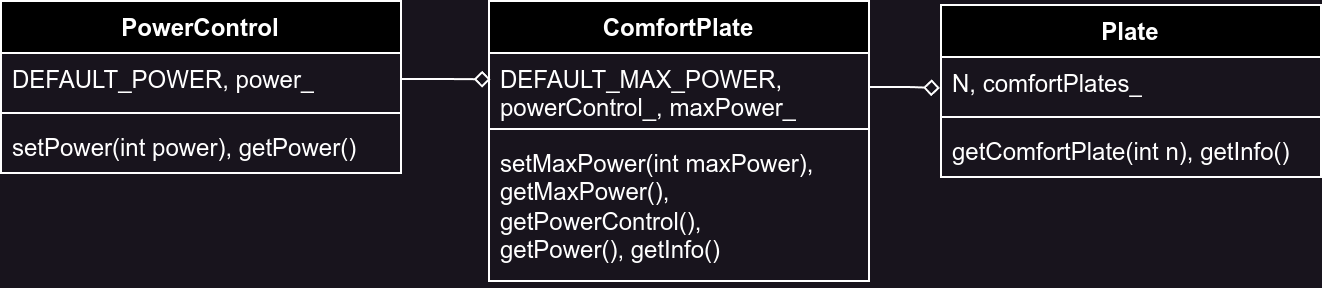 PowerControl
DEFAULT_POWER, power_
setPower(int power), getPower()
ComfortPlate
DEFAULT_MAX_POWER,
powerControl_, maxPower_
setMaxPower(int maxPower),
getMaxPower(),
getPowerControl(),
getPower(), getInfo()
Plate
N, comfortPlates_
getComfortPlate(int n), getInfo()